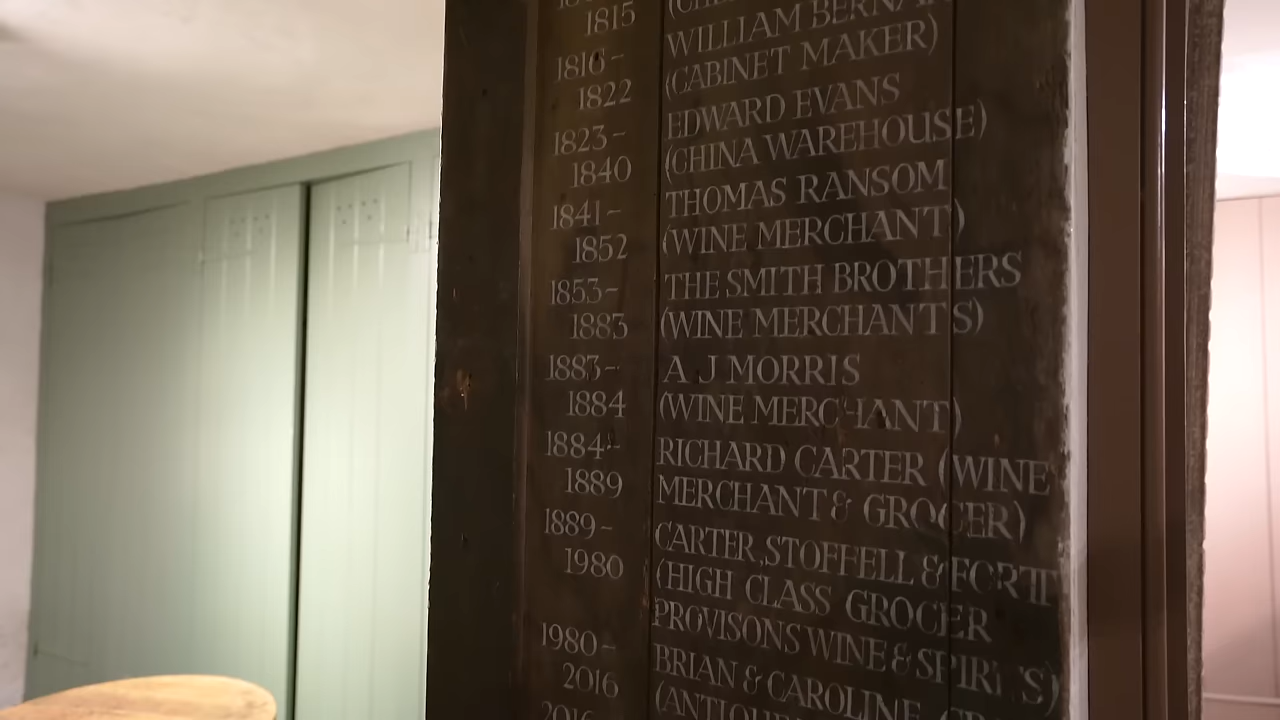 1815
WILLIAM
1816-
(CABINET MAKER)
1822
EDWARD EVANS
1823-
(CHINA WAREHOUSE)
1840
THOMAS RANSOM
1841-
(WINE MERCHANT)
1852
THE SMITH BROTHERS
1853-
(WINE MERCHANTS)
1883
1883-
A J MORRIS
1884
(WINE MERCHANT)
1884-
RICHARD CARTER (WINE
1889
MERCHANT & GROCER)
1889-
CARTER, STOFFELL & FORTT
1980
(HIGH CLASS GROCER
PROVISONS WINE & SPIRITS)
1980-
BRIAN & CAROLINE
2016